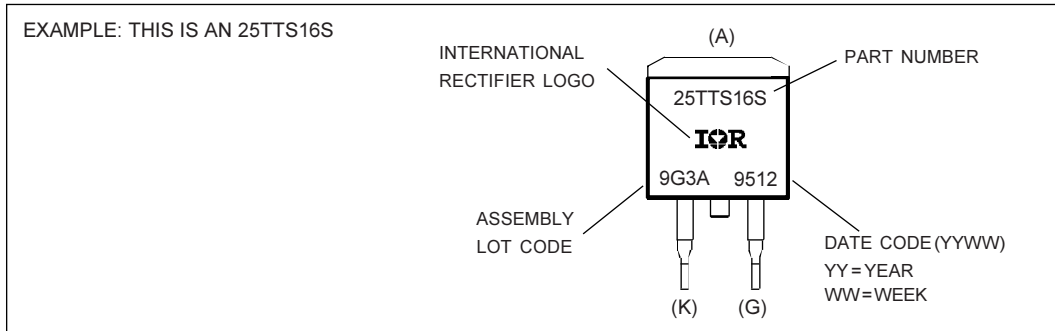 EXAMPLE: THIS IS AN 25TTS16S
INTERNATIONAL
RECTIFIER LOGO
(A)
PART NUMBER
25TTS16S
IOR
9G3A 9512
ASSEMBLY
LOT CODE
DATE CODE (YYWW)
YY = YEAR
WW = WEEK
(K) (G)